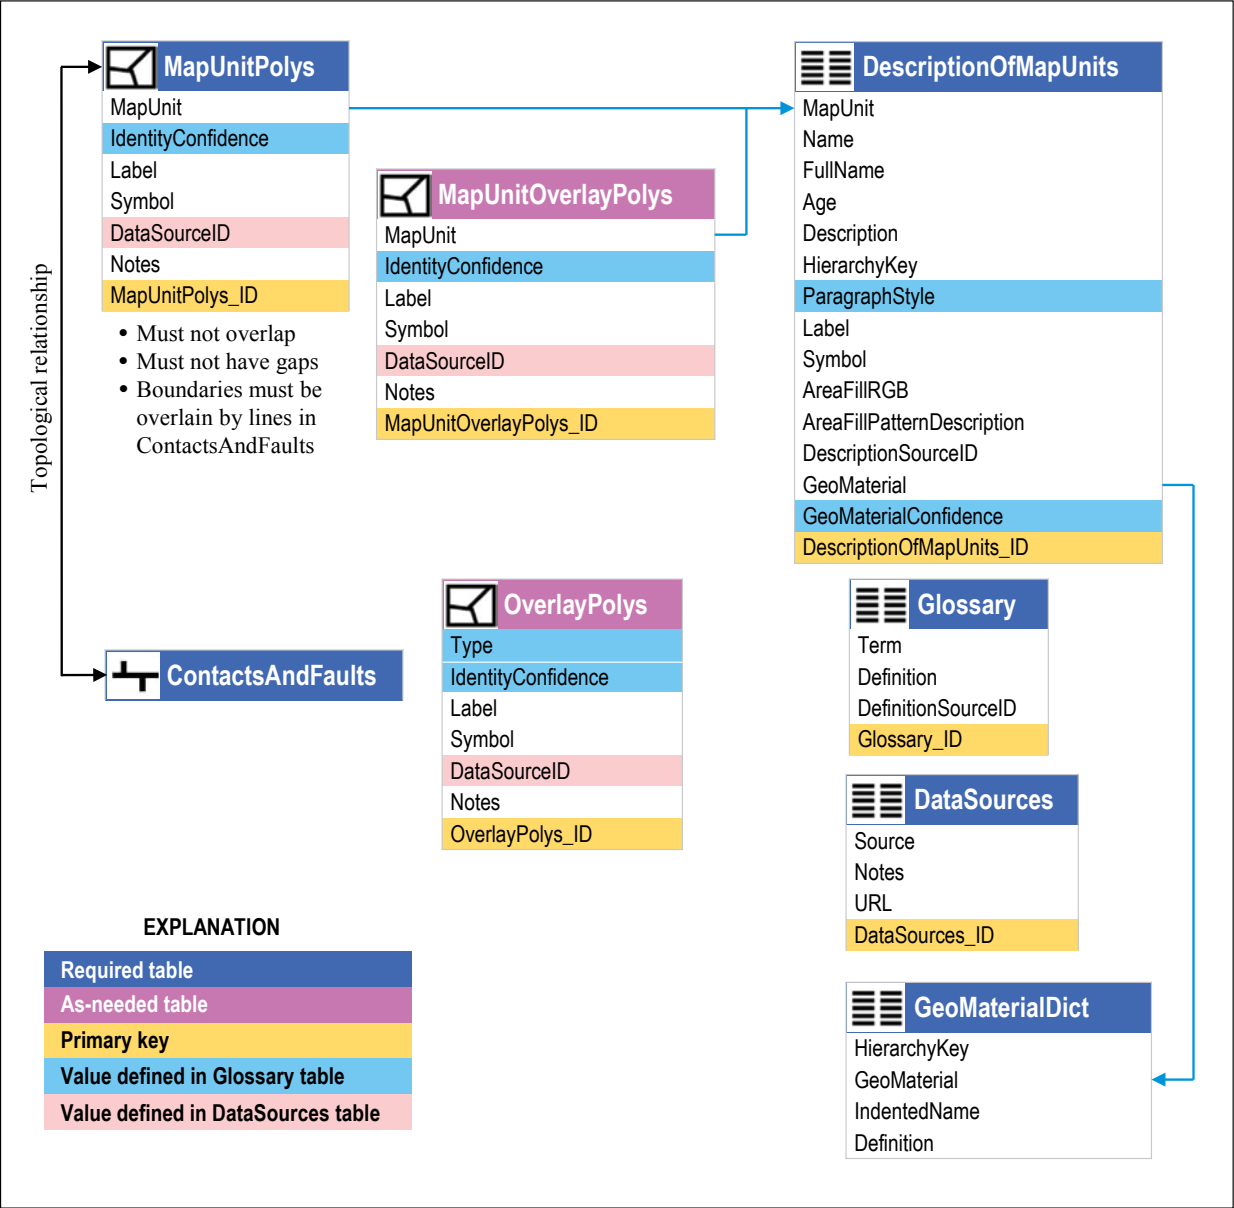 MapUnitPolys
MapUnit
IdentityConfidence
Label
Symbol
DataSourceID
Notes
MapUnitPolys_ID
• Must not overlap
• Must not have gaps
• Boundaries must be
overlain by lines in
ContactsAndFaults
Topological relationship
MapUnitOverlayPolys
MapUnit
IdentityConfidence
Label
Symbol
DataSourceID
Notes
MapUnitOverlayPolys_ID
DescriptionOfMapUnits
MapUnit
Name
FullName
Age
Description
HierarchyKey
ParagraphStyle
Label
Symbol
AreaFillRGB
AreaFillPatternDescription
DescriptionSourceID
GeoMaterial
GeoMaterialConfidence
DescriptionOfMapUnits_ID
ContactsAndFaults
OverlayPolys
Type
IdentityConfidence
Label
Symbol
DataSourceID
Notes
OverlayPolys_ID
Glossary
Term
Definition
DefinitionSourceID
Glossary_ID
DataSources
Source
Notes
URL
DataSources_ID
GeoMaterialDict
HierarchyKey
GeoMaterial
IndentedName
Definition
EXPLANATION
Required table
As-needed table
Primary key
Value defined in Glossary table
Value defined in DataSources table